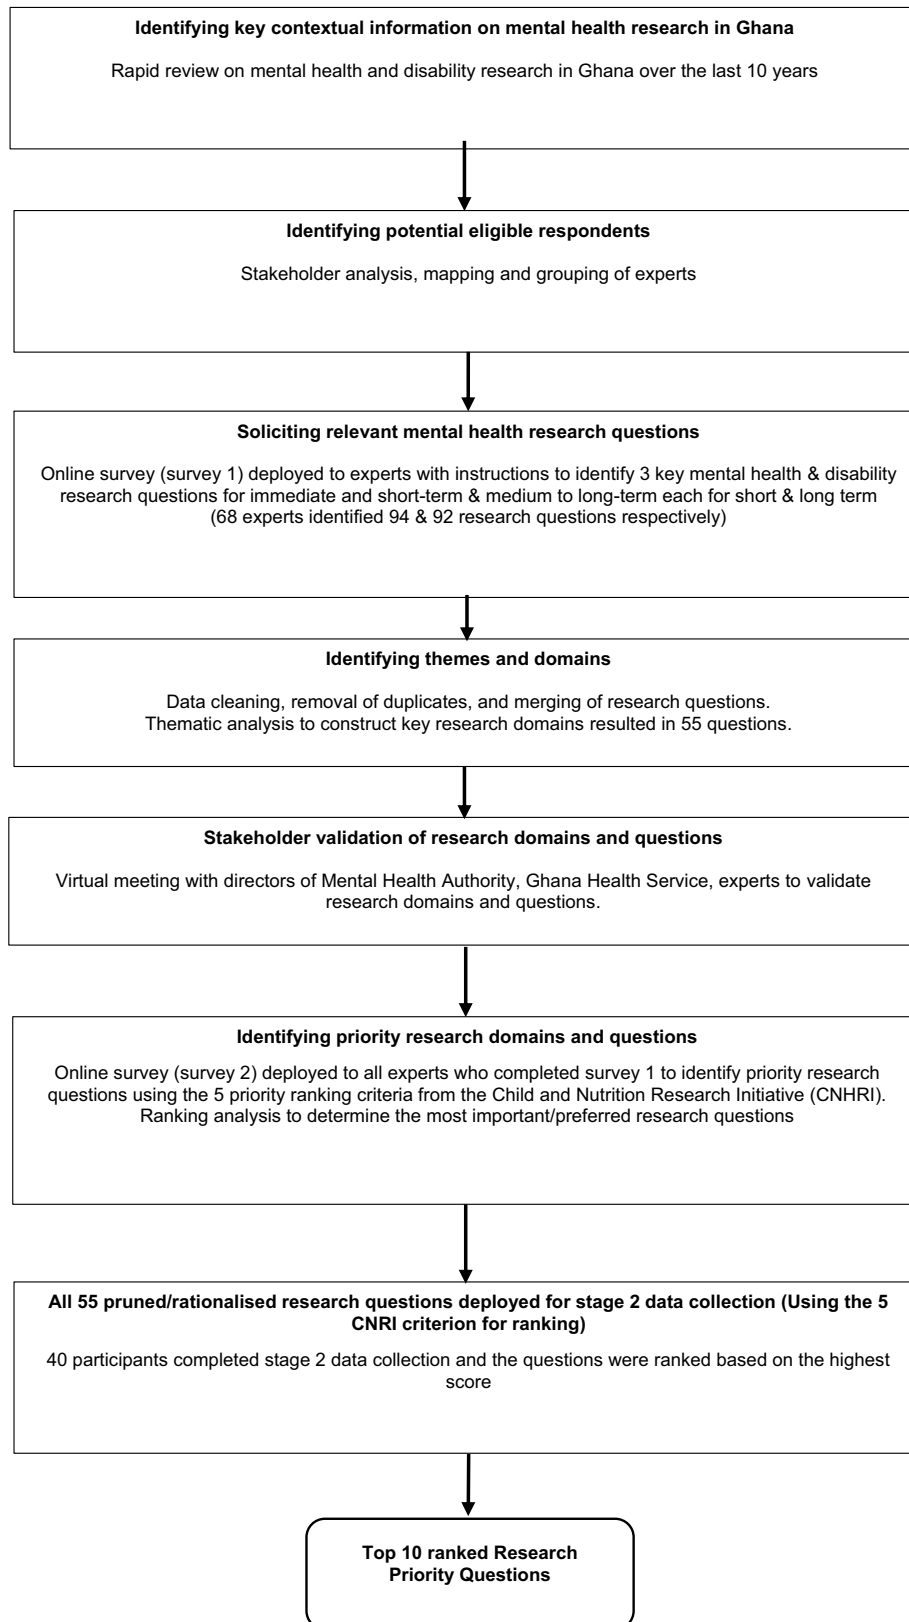 Identifying key contextual information on mental health research in Ghana
Rapid review on mental health and disability research in Ghana over the last 10 years
Identifying potential eligible respondents
Stakeholder analysis, mapping and grouping of experts
Soliciting relevant mental health research questions
Online survey (survey 1) deployed to experts with instructions to identify 3 key mental health & disability
research questions for immediate and short-term & medium to long-term each for short & long term
(68 experts identified 94 & 92 research questions respectively)
Identifying themes and domains
Data cleaning, removal of duplicates, and merging of research questions.
Thematic analysis to construct key research domains resulted in 55 questions.
Stakeholder validation of research domains and questions
Virtual meeting with directors of Mental Health Authority, Ghana Health Service, experts to validate
research domains and questions.
Identifying priority research domains and questions
Online survey (survey 2) deployed to all experts who completed survey 1 to identify priority research
questions using the 5 priority ranking criteria from the Child and Nutrition Research Initiative (CNHRI).
Ranking analysis to determine the most important/preferred research questions
All 55 pruned/rationalised research questions deployed for stage 2 data collection (Using the 5
CNRI criterion for ranking)
40 participants completed stage 2 data collection and the questions were ranked based on the highest
score
Top 10 ranked Research
Priority Questions